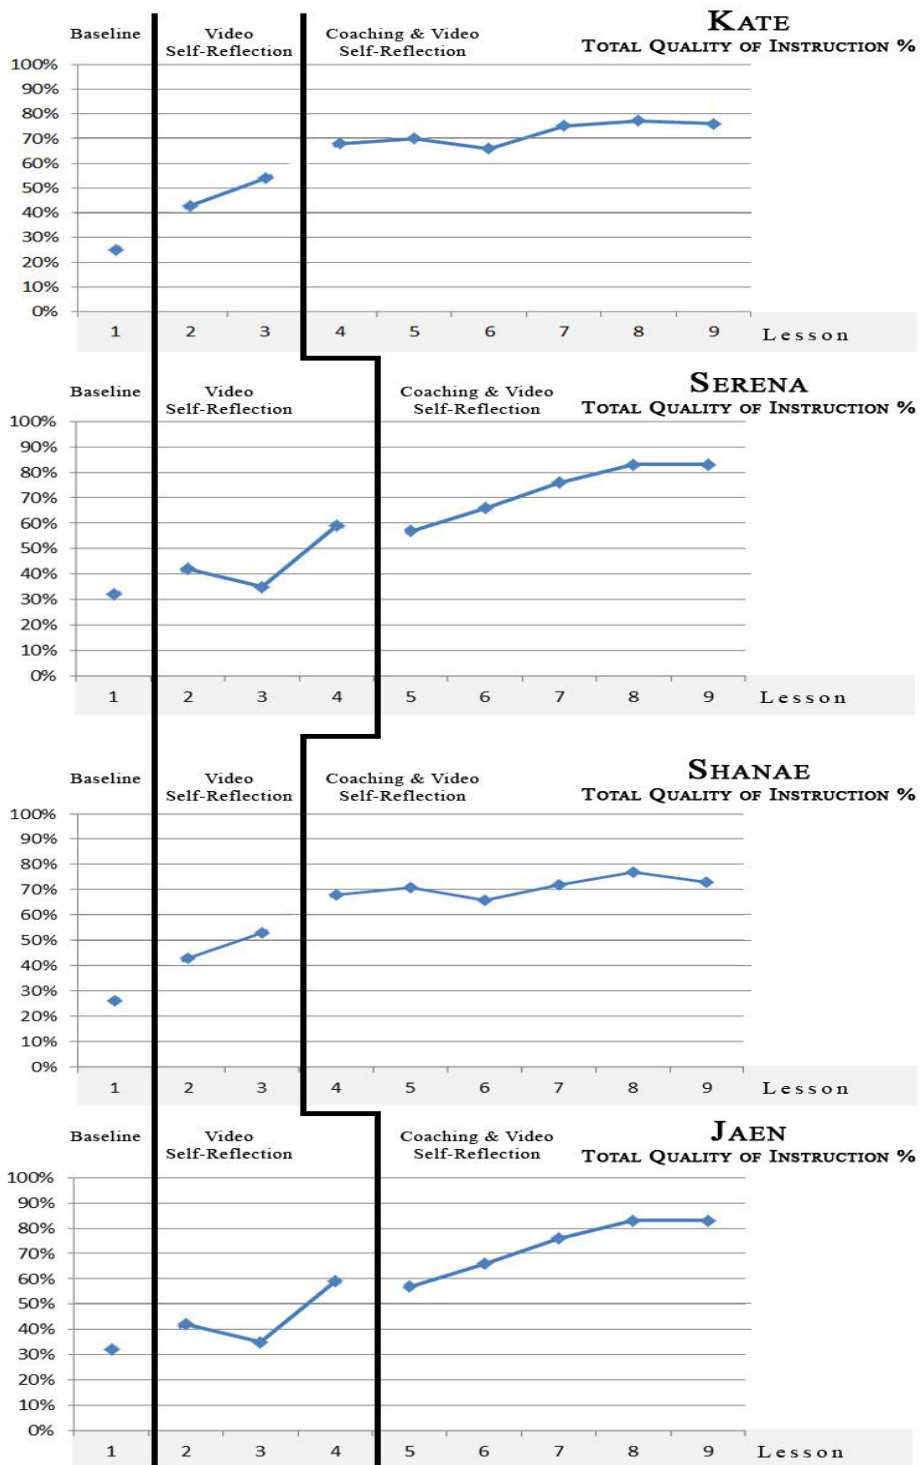 KATE
Baseline Video Coaching & Video TOTAL QUALITY OF INSTRUCTION %
Self-Reflection Self-Reflection
100%
90%
80%
70%
60%
50%
40%
30%
20%
10%
0%
1 2 3 4 5 6 7 8 9 Lesson
SERENA
Baseline Video Coaching & Video TOTAL QUALITY OF INSTRUCTION %
Self-Reflection Self-Reflection
100%
90%
80%
70%
60%
50%
40%
30%
20%
10%
0%
1 2 3 4 5 6 7 8 9 Lesson
SHANAE
Baseline Video Coaching & Video TOTAL QUALITY OF INSTRUCTION %
Self-Reflection Self-Reflection
100%
90%
80%
70%
60%
50%
40%
30%
20%
10%
0%
1 2 3 4 5 6 7 8 9 Lesson
JAEN
Baseline Video Coaching & Video TOTAL QUALITY OF INSTRUCTION %
Self-Reflection Self-Reflection
100%
90%
80%
70%
60%
50%
40%
30%
20%
10%
0%
1 2 3 4 5 6 7 8 9 Lesson